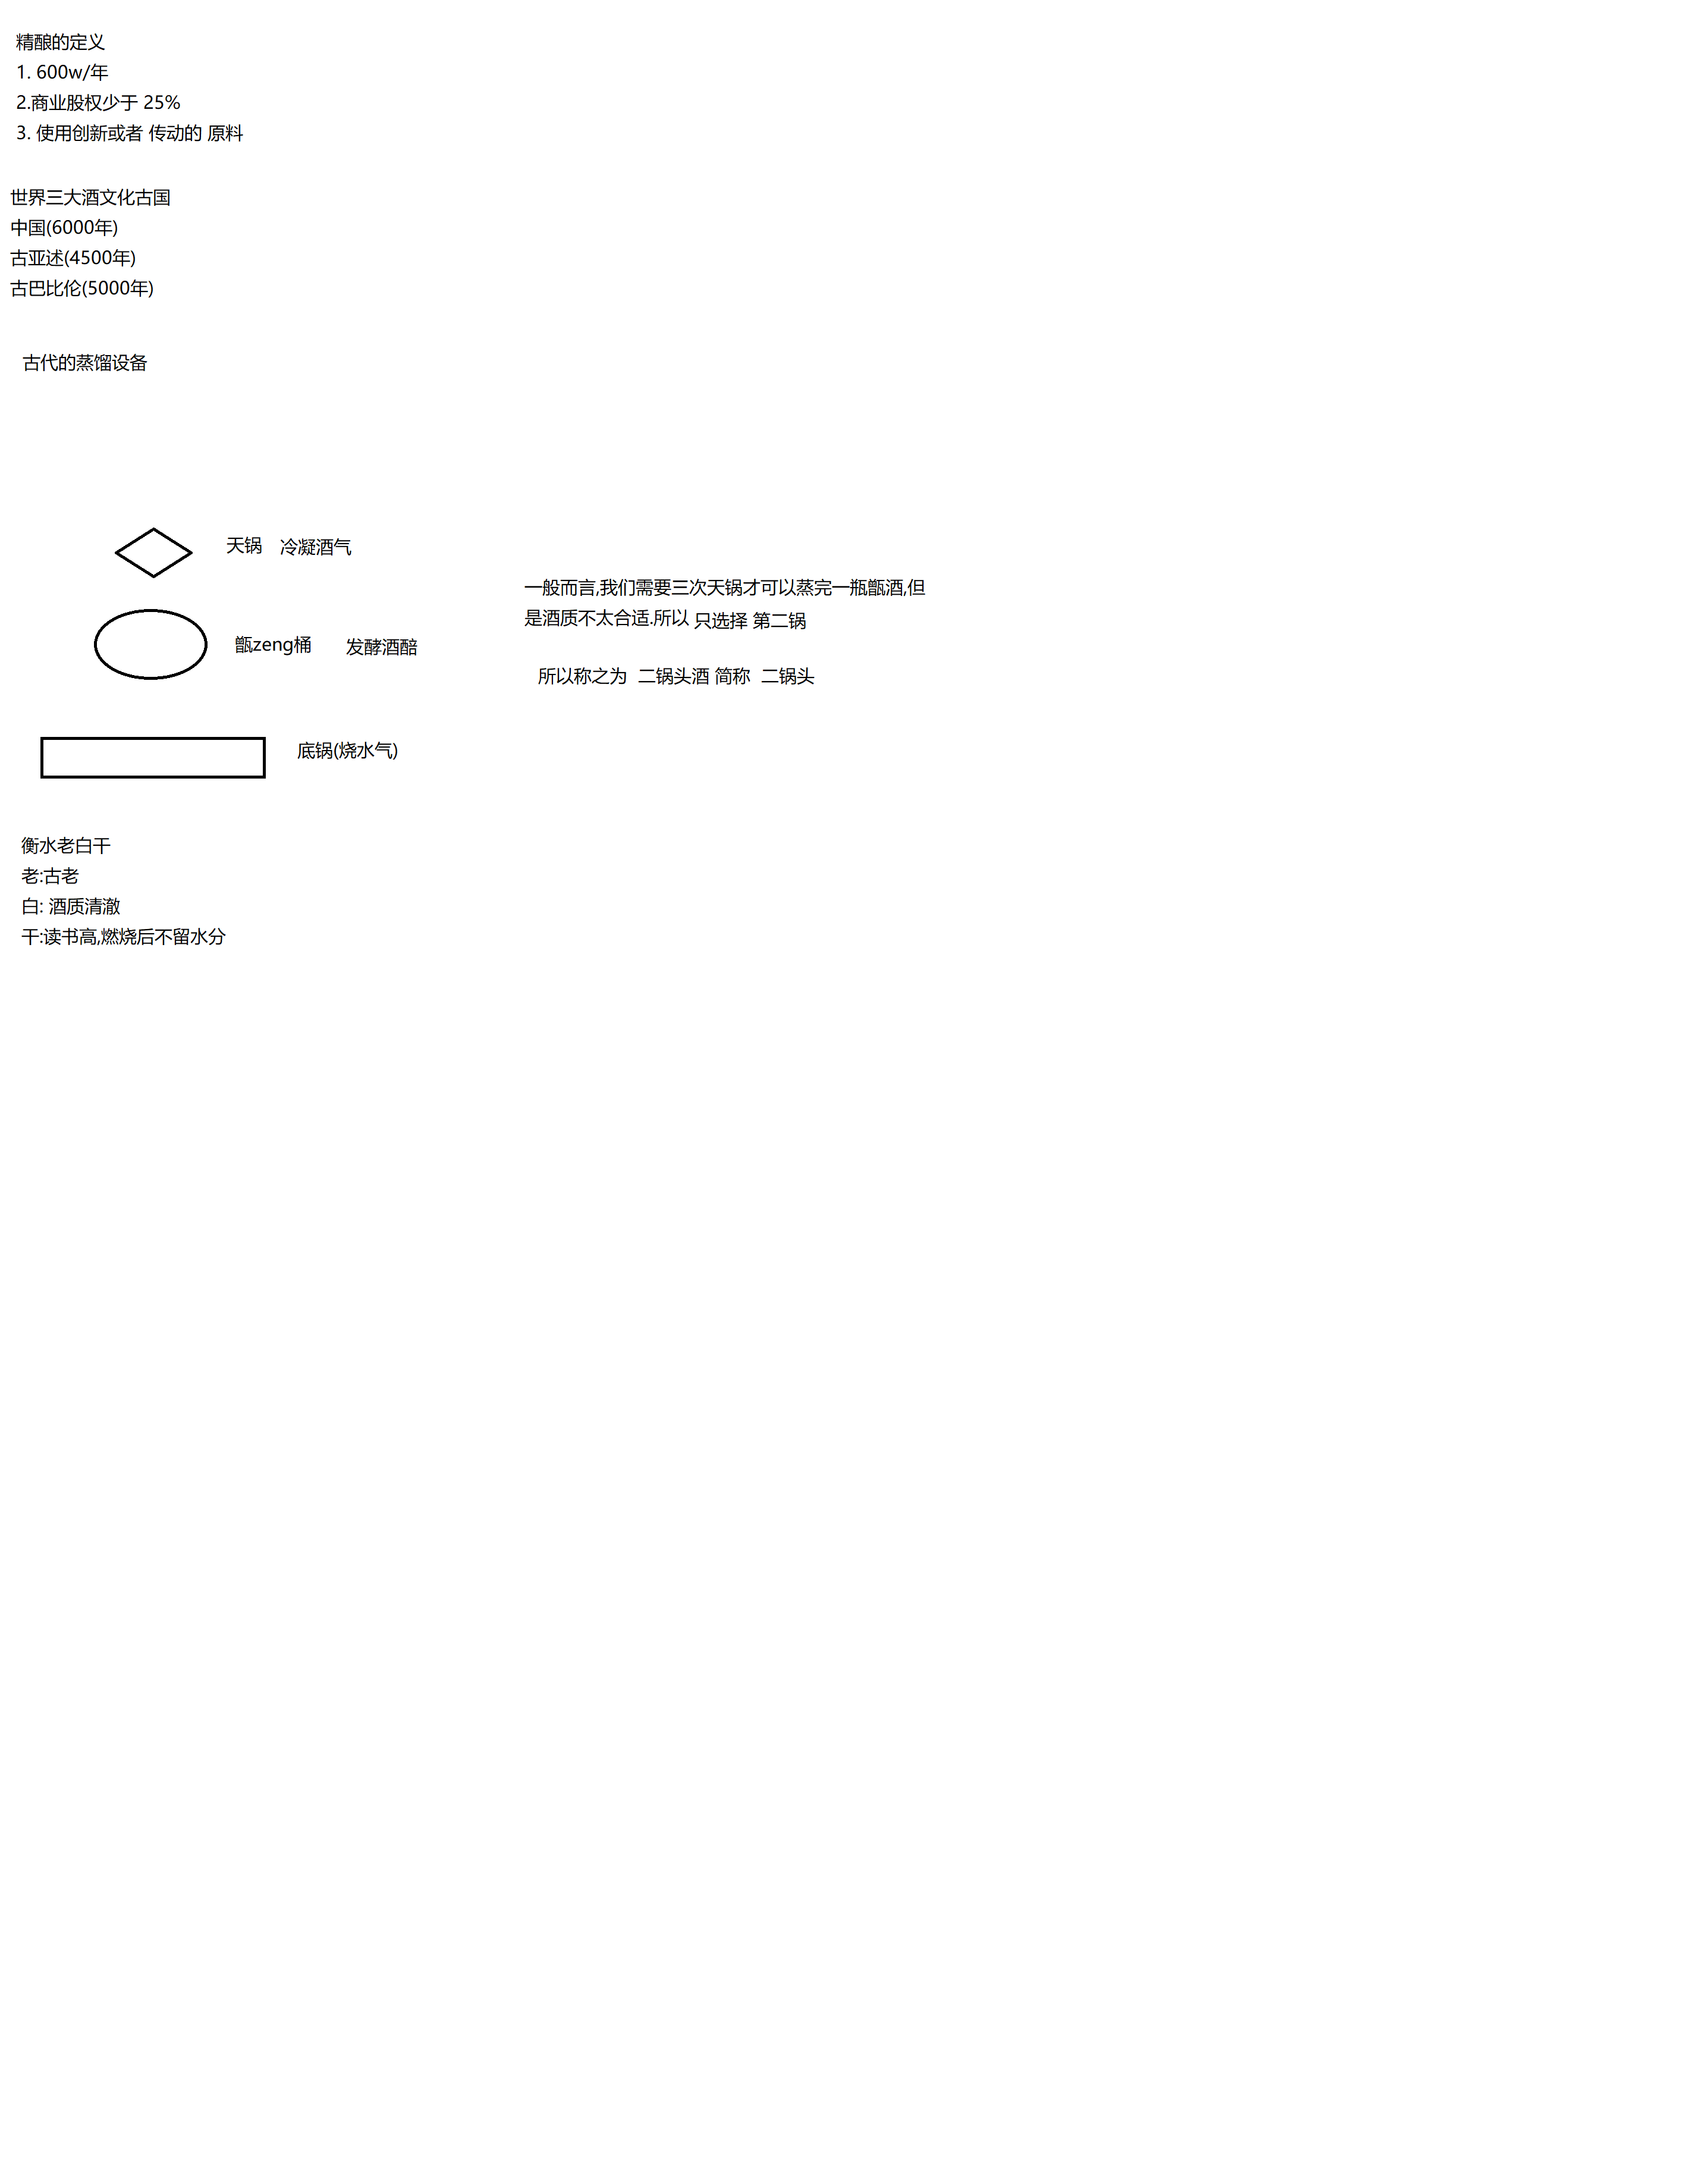 精酿的定义
1. 600w/年
2.商业股权少于 25%
3. 使用创新或者 传动的 原料
世界三大酒文化古国
中国(6000年)
古亚述(4500年)
古巴比伦(5000年)
古代的蒸馏设备
天锅 冷凝酒气
一般而言,我们需要三次天锅才可以蒸完一瓶甑酒,但
是酒质不太合适.所以 只选择 第二锅
甑zeng桶 发酵酒醅
所以称之为 二锅头酒 简称 二锅头
底锅(烧水气)
衡水老白干
老:古老
白: 酒质清澈
干:读书高,燃烧后不留水分